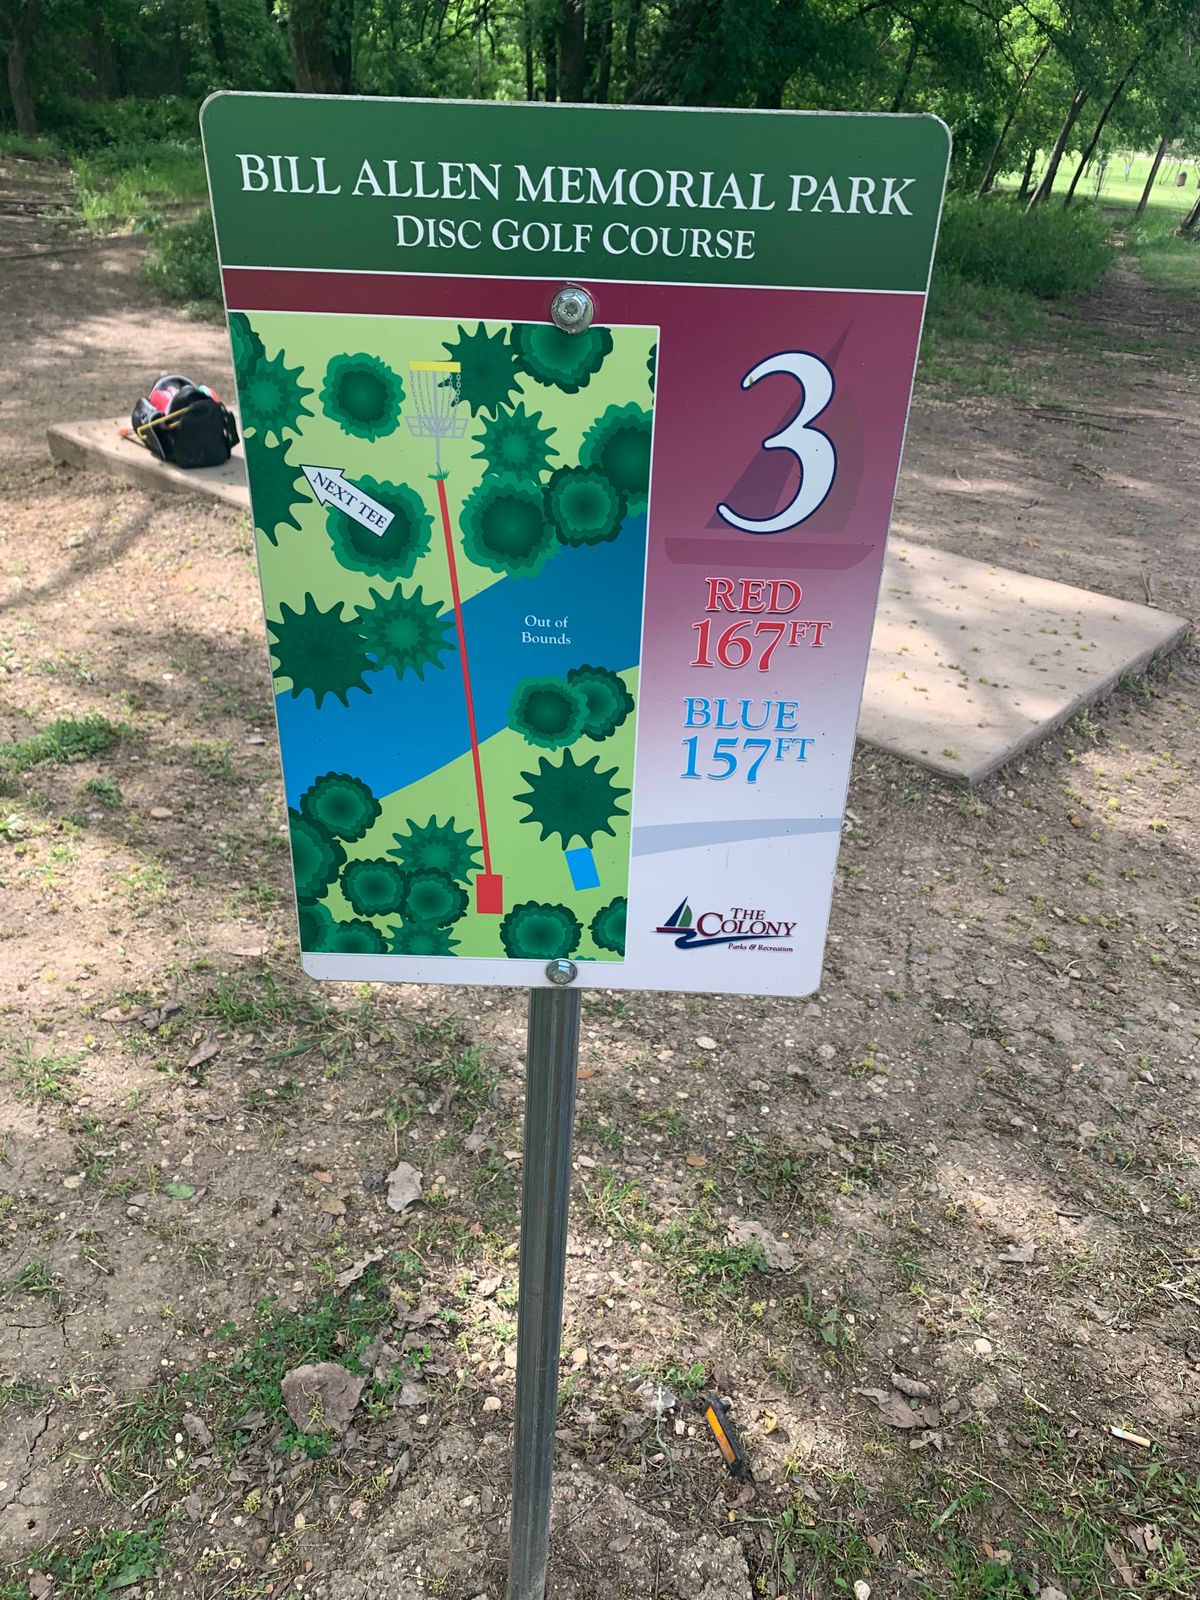 BILL ALLEN MEMORIAL PARK
DISC GOLF COURSE
NEXT TEE
Out of
Bounds
3
RED
167FT
BLUE
157FT
THE
COLONY
Parks & Recreation